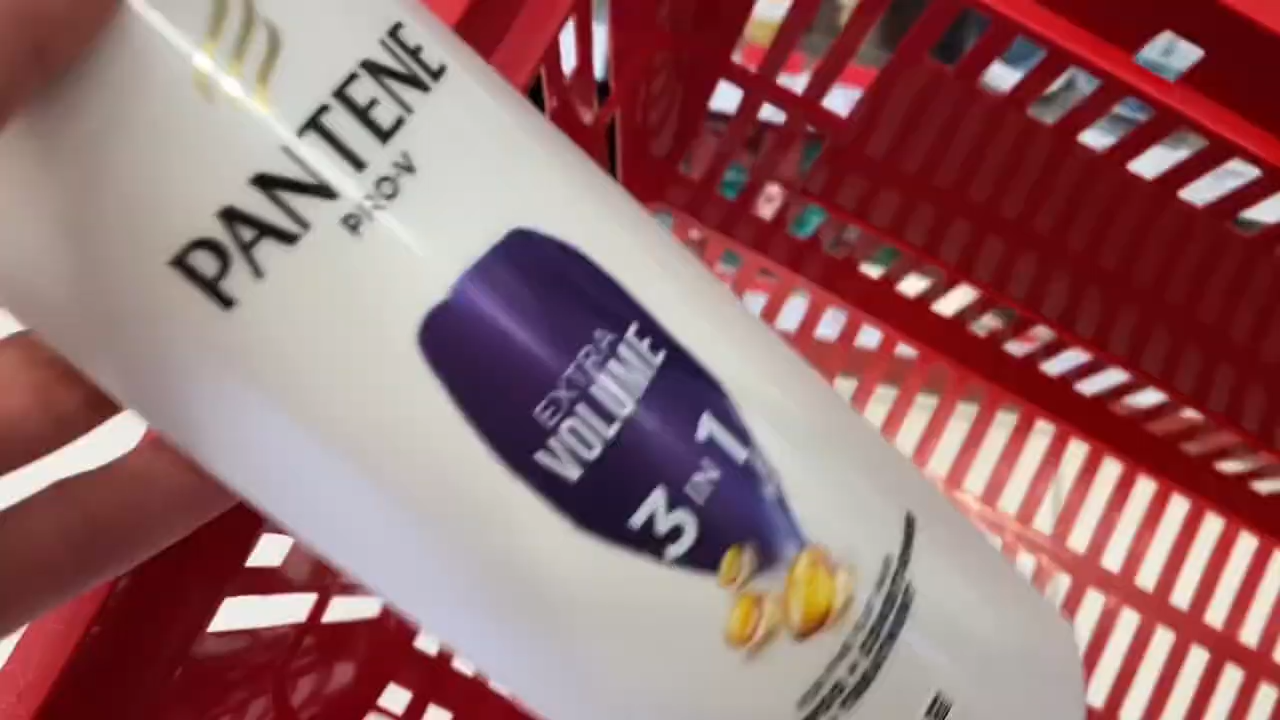 PANTENE
PRO-V
EXTRA
VOLUME
3 IN 1